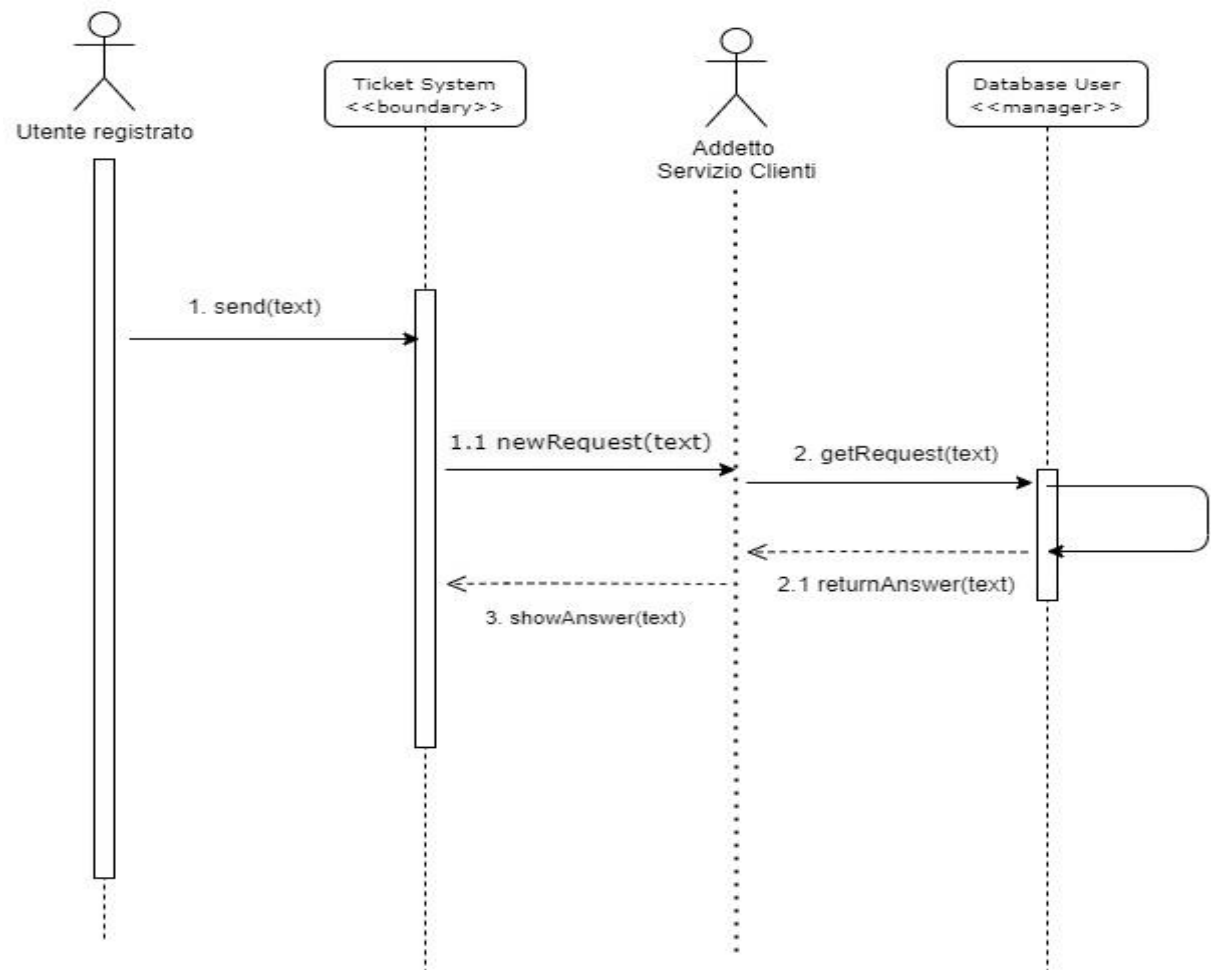 Utente registrato
Ticket System
<<boundary>>
Addetto
Servizio Clienti
Database User
<<manager>>
1. send(text)
1.1 newRequest(text)
2. getRequest(text)
2.1 returnAnswer(text)
3. showAnswer(text)